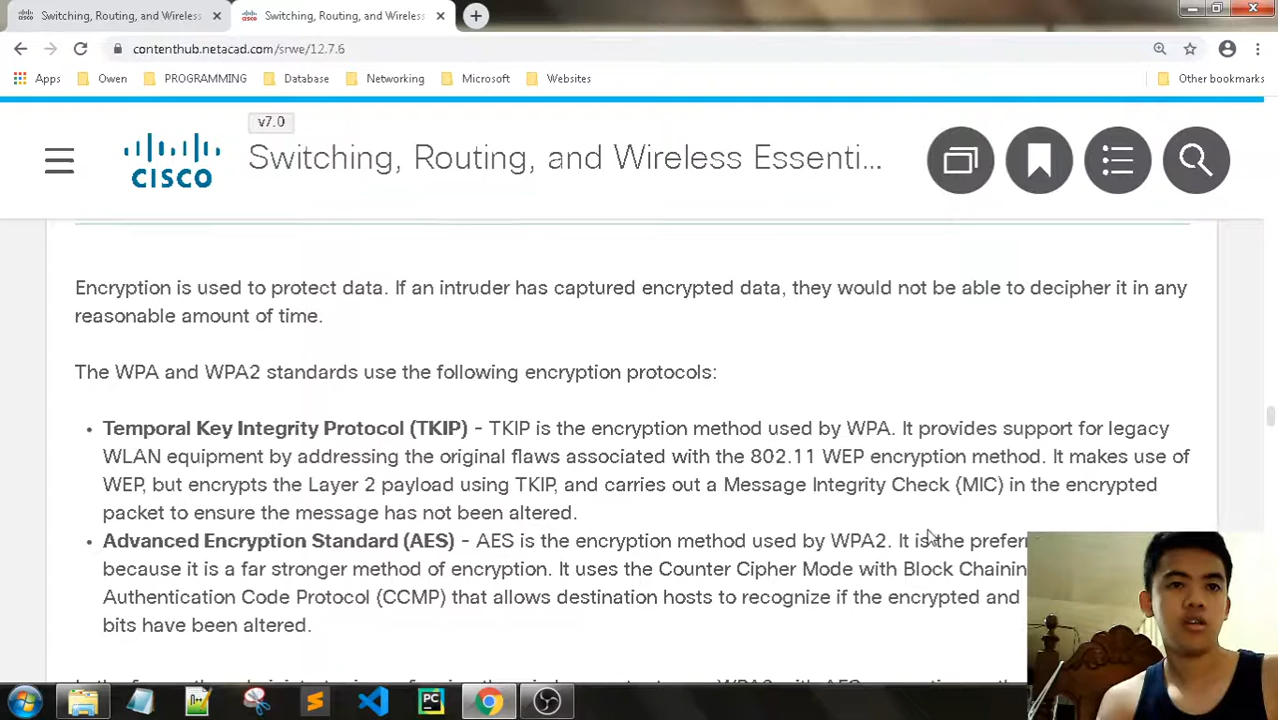 Switching, Routing, and Wireless
Switching, Routing, and Wireless
contenthub.netacad.com/srwe/12.7.6
Apps
Owen
PROGRAMMING
Database
Networking
Microsoft
Websites
Other bookmarks
v7.0
CISCO
Switching, Routing, and Wireless Essenti...
Encryption is used to protect data. If an intruder has captured encrypted data, they would not be able to decipher it in any
reasonable amount of time.
The WPA and WPA2 standards use the following encryption protocols:
• Temporal Key Integrity Protocol (TKIP) - TKIP is the encryption method used by WPA. It provides support for legacy
WLAN equipment by addressing the original flaws associated with the 802.11 WEP encryption method. It makes use of
WEP, but encrypts the Layer 2 payload using TKIP, and carries out a Message Integrity Check (MIC) in the encrypted
packet to ensure the message has not been altered.
• Advanced Encryption Standard (AES) - AES is the encryption method used by WPA2. It is the prefer
because it is a far stronger method of encryption. It uses the Counter Cipher Mode with Block Chainin
Authentication Code Protocol (CCMP) that allows destination hosts to recognize if the encrypted and
bits have been altered.
PC